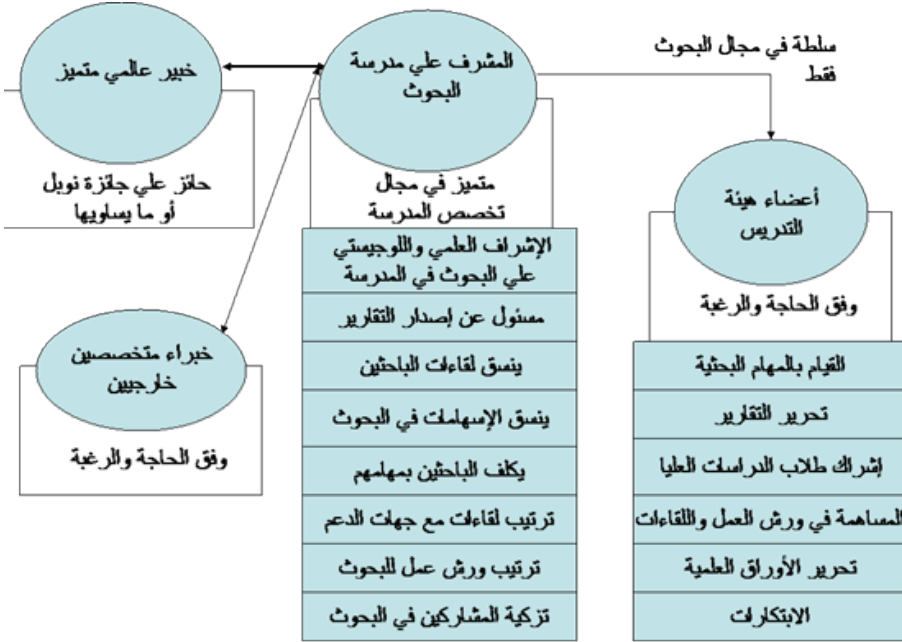 سلطة في مجال البحوث
فقط
المشرف علي مدرسة
البحوث
متميز في مجال
تخصص المدرسة
الإشراف العلمي واللوجيستي
علي البحوث في المدرسة
مسئول عن إصدار التقارير
ينسق لقاءات الباحثين
ينسق الإسهامات في البحوث
يكلف الباحثين بمهامهم
ترتيب لقاءات مع جهات الدعم
ترتيب ورش عمل للبحوث
تزكية المشاركين في البحوث
أعضاء هيئة
التدريس
وفق الحاجة والرغبة
القيام بالمهام البحثية
تحرير التقارير
إشراك طلاب الدراسات العليا
المساهمة في ورش العمل واللقاءات
تحرير الأوراق العلمية
الابتكارات
خبير عالمي متميز
حائز علي جائزة نوبل
أو ما يساويها
خبراء متخصصين
خارجيين
وفق الحاجة والرغبة